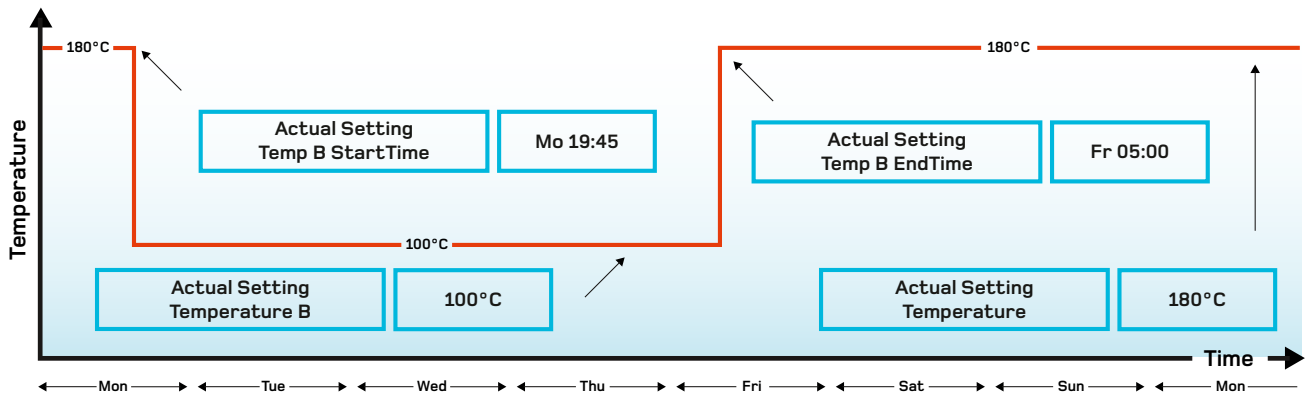 180°C
180°C
Actual Setting
Temp B StartTime
Mo 19:45
Actual Setting
Temp B EndTime
Fr 05:00
Temperature
100°C
Actual Setting
Temperature B
100°C
Actual Setting
Temperature
180°C
Time
Mon Tue Wed Thu Fri Sat Sun Mon